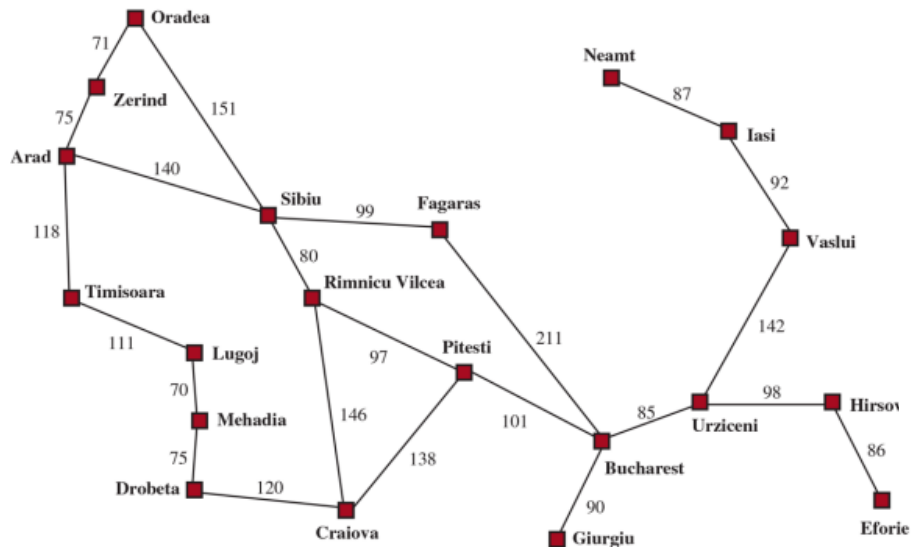 Oradea
71
Neamt
Zerind
87
151
75
Iasi
Arad
140
92
Sibiu
Fagaras
99
118
Vaslui
80
Timisoara
Rimnicu Vilcea
142
111
211
Lugoj
97
Pitesti
70
98
Hirsov
146
85
Mehadia
101
Urziceni
138
86
75
Bucharest
Drobeta
120
90
Craiova
Eforie
Giurgiu